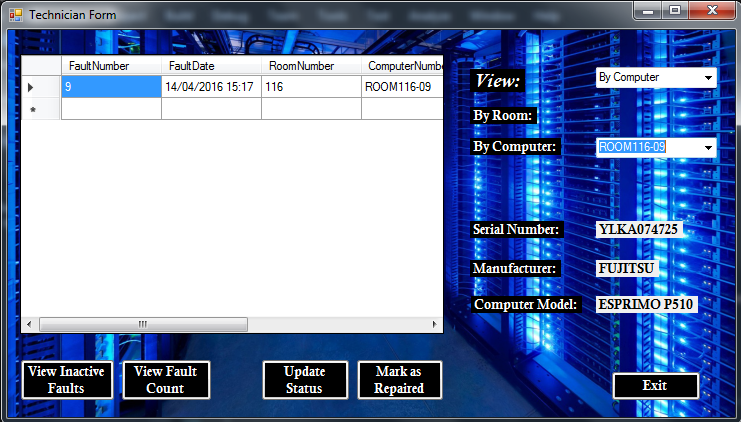 Technician Form
FaultNumber FaultDate RoomNumber ComputerNumbe
9 14/04/2016 15:17 116 ROOM116-09
View: By Computer
By Room:
By Computer: ROOM116-09
Serial Number: YLKA074725
Manufacturer: FUJITSU
Computer Model: ESPRIMO P510
View Inactive
Faults
View Fault
Count
Update
Status
Mark as
Repaired
Exit